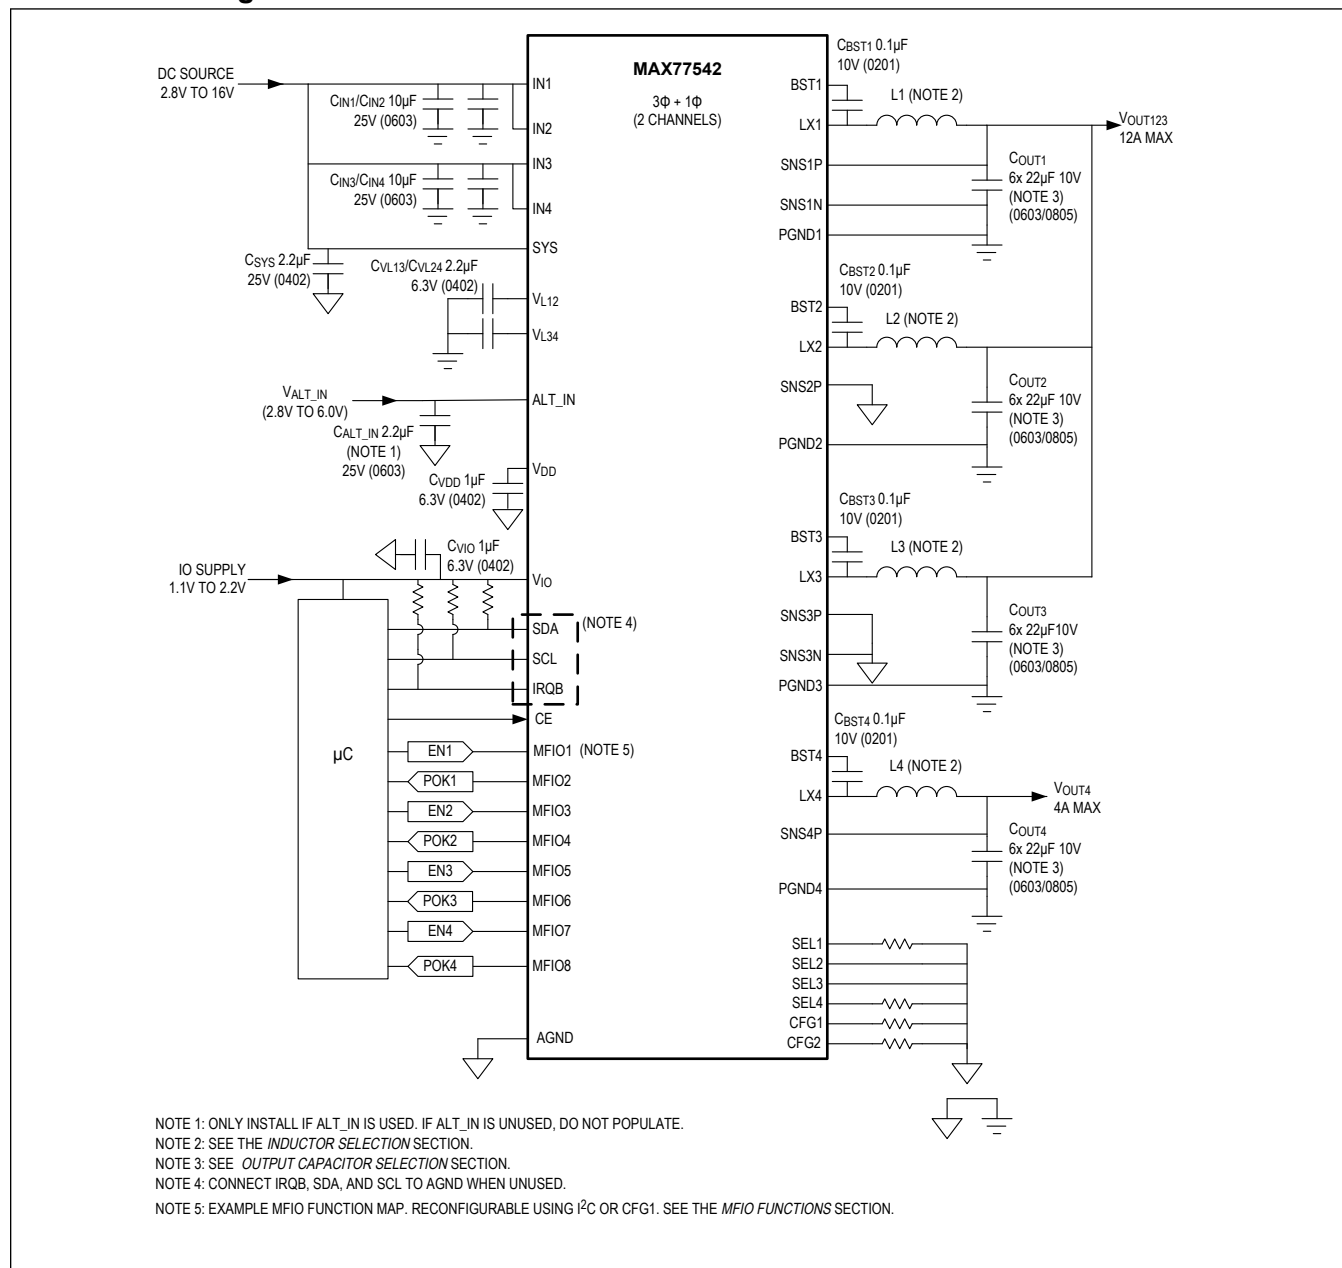 MAX77542
3Φ + 1Φ
(2 CHANNELS)
DC SOURCE
2.8V TO 16V
CIN1/CIN2 10µF
25V (0603)
CIN3/CIN4 10µF
25V (0603)
CSYS 2.2µF
25V (0402)
CVL13/CVL24 2.2µF
6.3V (0402)
VALT_IN
(2.8V TO 6.0V)
CALT_IN 2.2µF
(NOTE 1)
25V (0603)
CVDD 1µF
6.3V (0402)
CVIO 1µF
6.3V (0402)
IO SUPPLY
1.1V TO 2.2V
µC
EN1
POK1
EN2
POK2
EN3
POK3
EN4
POK4
IN1
IN2
IN3
IN4
SYS
VL12
VL34
ALT_IN
VDD
VIO
SDA (NOTE 4)
SCL
IRQB
CE
MFIO1 (NOTE 5)
MFIO2
MFIO3
MFIO4
MFIO5
MFIO6
MFIO7
MFIO8
AGND
BST1
LX1
SNS1P
SNS1N
PGND1
BST2
LX2
SNS2P
PGND2
BST3
LX3
SNS3P
SNS3N
PGND3
BST4
LX4
SNS4P
PGND4
SEL1
SEL2
SEL3
SEL4
CFG1
CFG2
CBST1 0.1µF
10V (0201)
L1 (NOTE 2)
VOUT123
12A MAX
COUT1
6x 22µF 10V
(NOTE 3)
(0603/0805)
CBST2 0.1µF
10V (0201)
L2 (NOTE 2)
COUT2
6x 22µF 10V
(NOTE 3)
(0603/0805)
CBST3 0.1µF
10V (0201)
L3 (NOTE 2)
COUT3
6x 22µF10V
(NOTE 3)
(0603/0805)
CBST4 0.1µF
10V (0201)
L4 (NOTE 2)
VOUT4
4A MAX
COUT4
6x 22µF 10V
(NOTE 3)
(0603/0805)
NOTE 1: ONLY INSTALL IF ALT_IN IS USED. IF ALT_IN IS UNUSED, DO NOT POPULATE.
NOTE 2: SEE THE INDUCTOR SELECTION SECTION.
NOTE 3: SEE OUTPUT CAPACITOR SELECTION SECTION.
NOTE 4: CONNECT IRQB, SDA, AND SCL TO AGND WHEN UNUSED.
NOTE 5: EXAMPLE MFIO FUNCTION MAP. RECONFIGURABLE USING I2C OR CFG1. SEE THE MFIO FUNCTIONS SECTION.